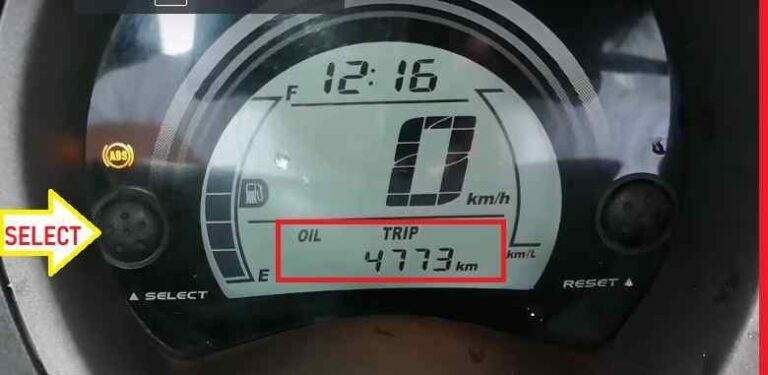 F 12:16
ABS
0 km/h
SELECT
OIL TRIP
4773 km
km/L
E
▲ SELECT
RESET ▲